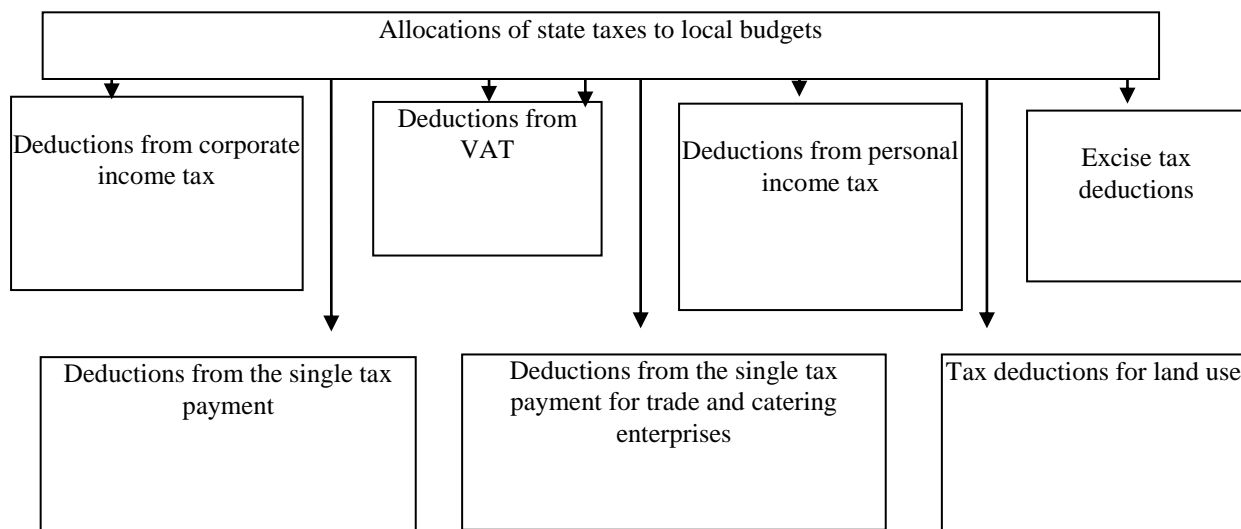 Allocations of state taxes to local budgets
Deductions from corporate
income tax
Deductions from
VAT
Deductions from personal
income tax
Excise tax
deductions
Deductions from the single tax
payment
Deductions from the single tax
payment for trade and catering
enterprises
Tax deductions for land use